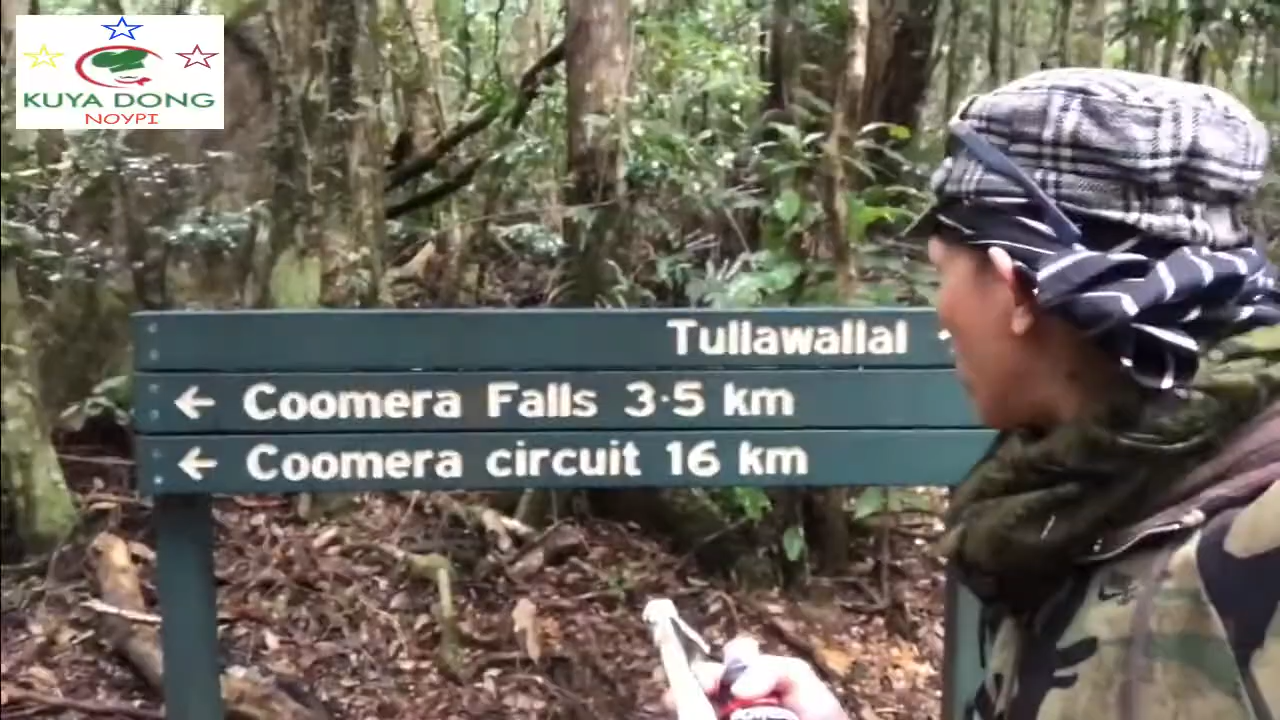 KUYA DONG
NOYPI
Tullawallal
← Coomera Falls 3·5 km
← Coomera circuit 16 km